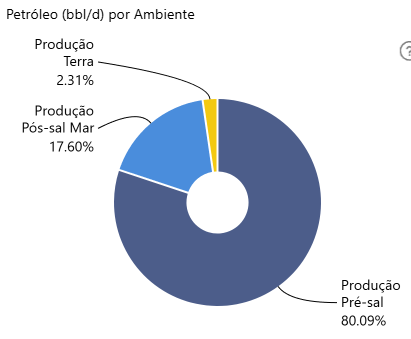 Petróleo (bbl/d) por Ambiente
Produção
Terra
2.31%
Produção
Pós-sal Mar
17.60%
Produção
Pré-sal
80.09%
?